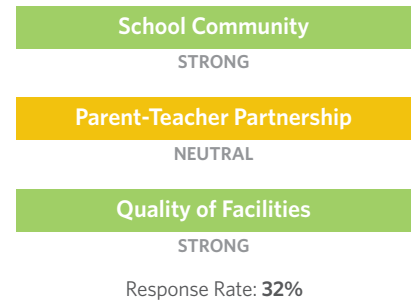 School Community
STRONG
Parent-Teacher Partnership
NEUTRAL
Quality of Facilities
STRONG
Response Rate: 32%